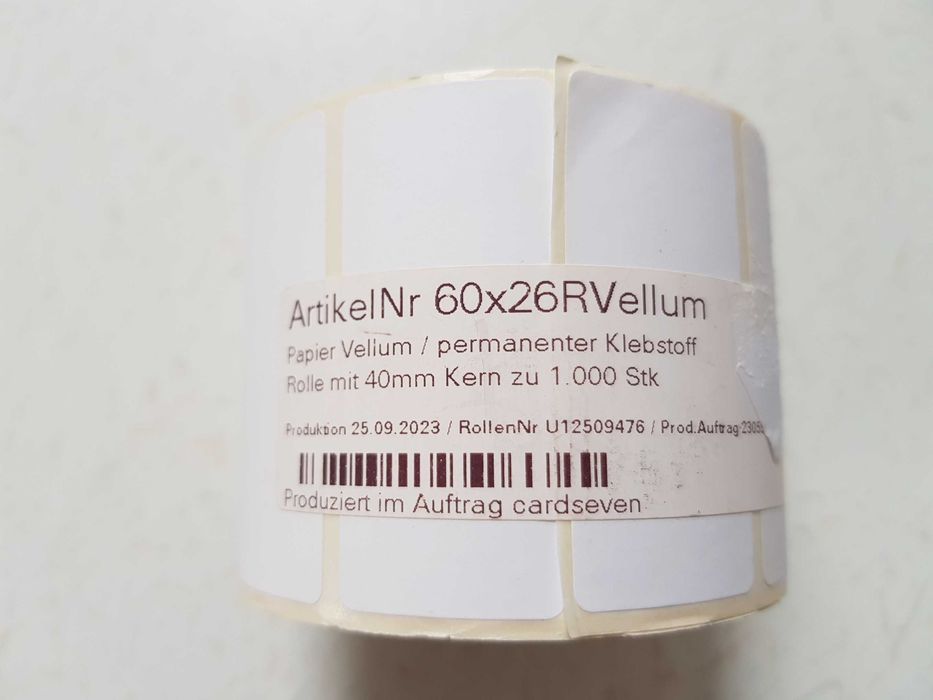 ArtikelNr 60x26RVellum
Papier Vellum / permanenter Klebstoff
Rolle mit 40mm Kern zu 1.000 Stk
Produktion 25.09.2023 / RollenNr U12509476 / Prod.Auftrag
Produziert im Auftrag cardseven